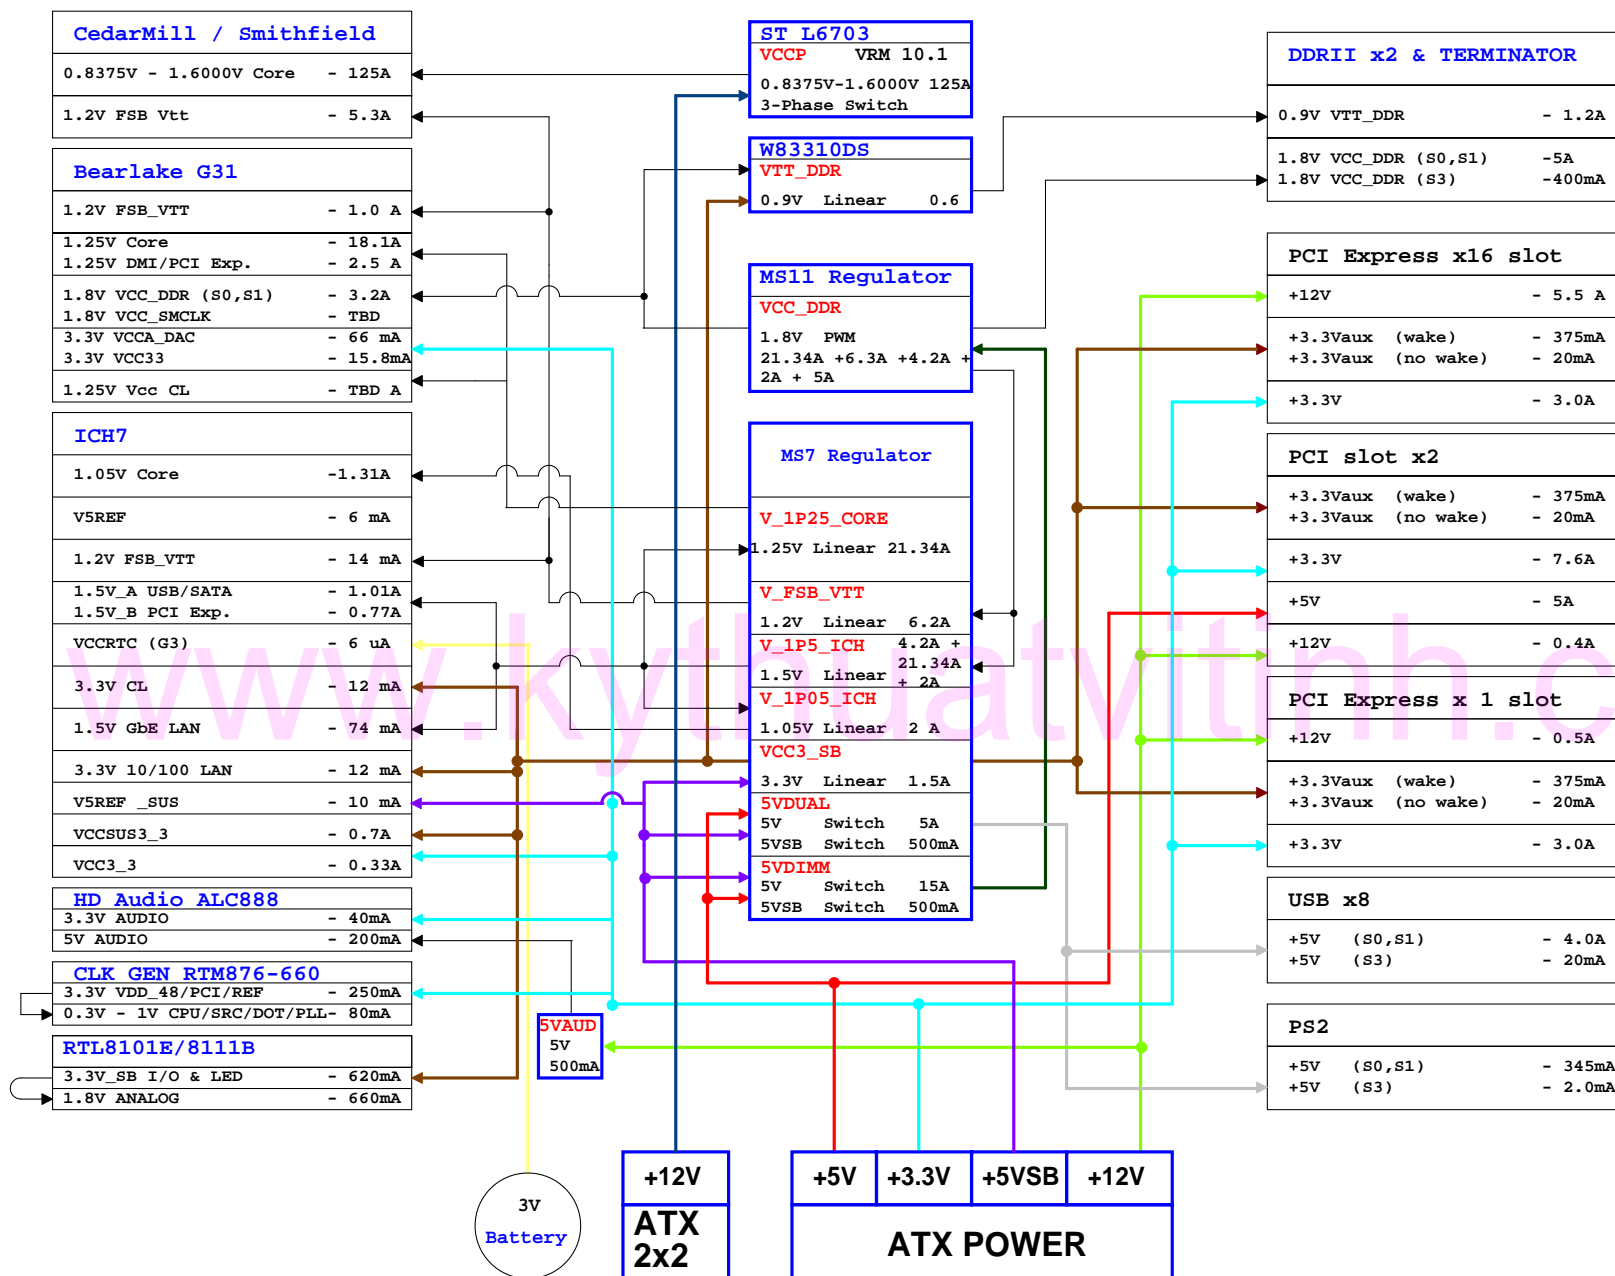 CedarMill / Smithfield
0.8375V - 1.6000V Core - 125A
1.2V FSB Vtt - 5.3A
Bearlake G31
1.2V FSB_VTT - 1.0 A
1.25V Core - 18.1A
1.25V DMI/PCI Exp. - 2.5 A
1.8V VCC_DDR (S0,S1) - 3.2A
1.8V VCC_SMCLK - TBD
3.3V VCCA_DAC - 66 mA
3.3V VCC33 - 15.8mA
1.25V Vcc CL - TBD A
ICH7
1.05V Core -1.31A
V5REF - 6 mA
1.2V FSB_VTT - 14 mA
1.5V_A USB/SATA - 1.01A
1.5V_B PCI Exp. - 0.77A
VCCRTC (G3) - 6 uA
3.3V CL - 12 mA
1.5V GbE LAN - 74 mA
3.3V 10/100 LAN - 12 mA
V5REF _SUS - 10 mA
VCCSUS3_3 - 0.7A
VCC3_3 - 0.33A
HD Audio ALC888
3.3V AUDIO - 40mA
5V AUDIO - 200mA
CLK GEN RTM876-660
3.3V VDD_48/PCI/REF - 250mA
0.3V - 1V CPU/SRC/DOT/PLL- 80mA
RTL8101E/8111B
3.3V_SB I/O & LED - 620mA
1.8V ANALOG - 660mA
ST L6703
VCCP VRM 10.1
0.8375V-1.6000V 125A
3-Phase Switch
W83310DS
VTT_DDR
0.9V Linear 0.6
MS11 Regulator
VCC_DDR
1.8V PWM
21.34A +6.3A +4.2A +
2A + 5A
MS7 Regulator
V_1P25_CORE
1.25V Linear 21.34A
V_FSB_VTT
1.2V Linear 6.2A
V_1P5_ICH 4.2A +
21.34A
1.5V Linear + 2A
V_1P05_ICH
1.05V Linear 2 A
VCC3_SB
3.3V Linear 1.5A
5VDUAL
5V Switch 5A
5VSB Switch 500mA
5VDIMM
5V Switch 15A
5VSB Switch 500mA
5VAUD
5V
500mA
DDRII x2 & TERMINATOR
0.9V VTT_DDR - 1.2A
1.8V VCC_DDR (S0,S1) -5A
1.8V VCC_DDR (S3) -400mA
PCI Express x16 slot
+12V - 5.5 A
+3.3Vaux (wake) - 375mA
+3.3Vaux (no wake) - 20mA
+3.3V - 3.0A
PCI slot x2
+3.3Vaux (wake) - 375mA
+3.3Vaux (no wake) - 20mA
+3.3V - 7.6A
+5V - 5A
+12V - 0.4A
PCI Express x 1 slot
+12V - 0.5A
+3.3Vaux (wake) - 375mA
+3.3Vaux (no wake) - 20mA
+3.3V - 3.0A
USB x8
+5V (S0,S1) - 4.0A
+5V (S3) - 20mA
PS2
+5V (S0,S1) - 345mA
+5V (S3) - 2.0mA
3V
Battery
+12V
ATX
2x2
+5V +3.3V +5VSB +12V
ATX POWER
www.kythuatvitinh.c